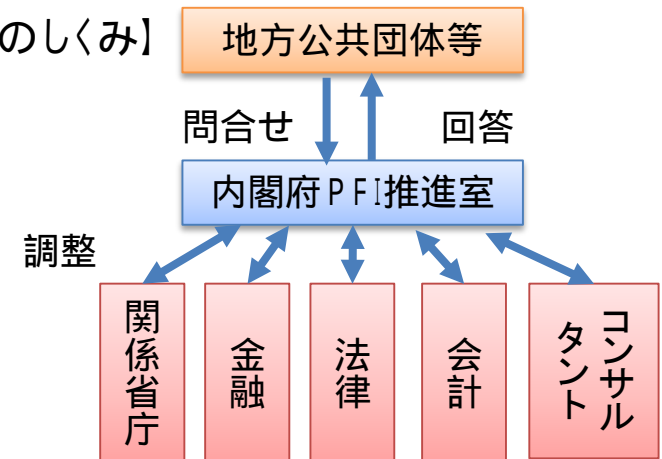 のしくみ】
地方公共団体等
問合せ
回答
内閣府PFI推進室
調整
関係省庁
金融
法律
会計
コンサル
タント